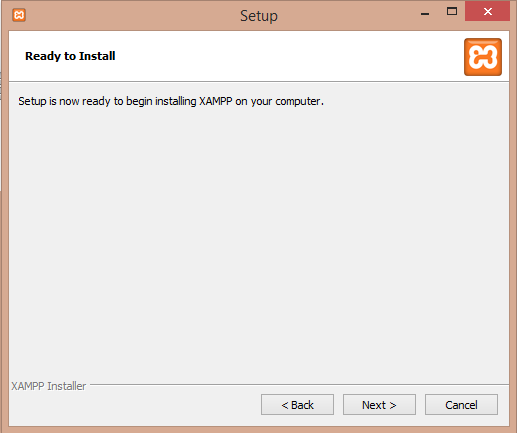 Setup
Ready to Install
Setup is now ready to begin installing XAMPP on your computer.
XAMPP Installer
< Back
Next >
Cancel